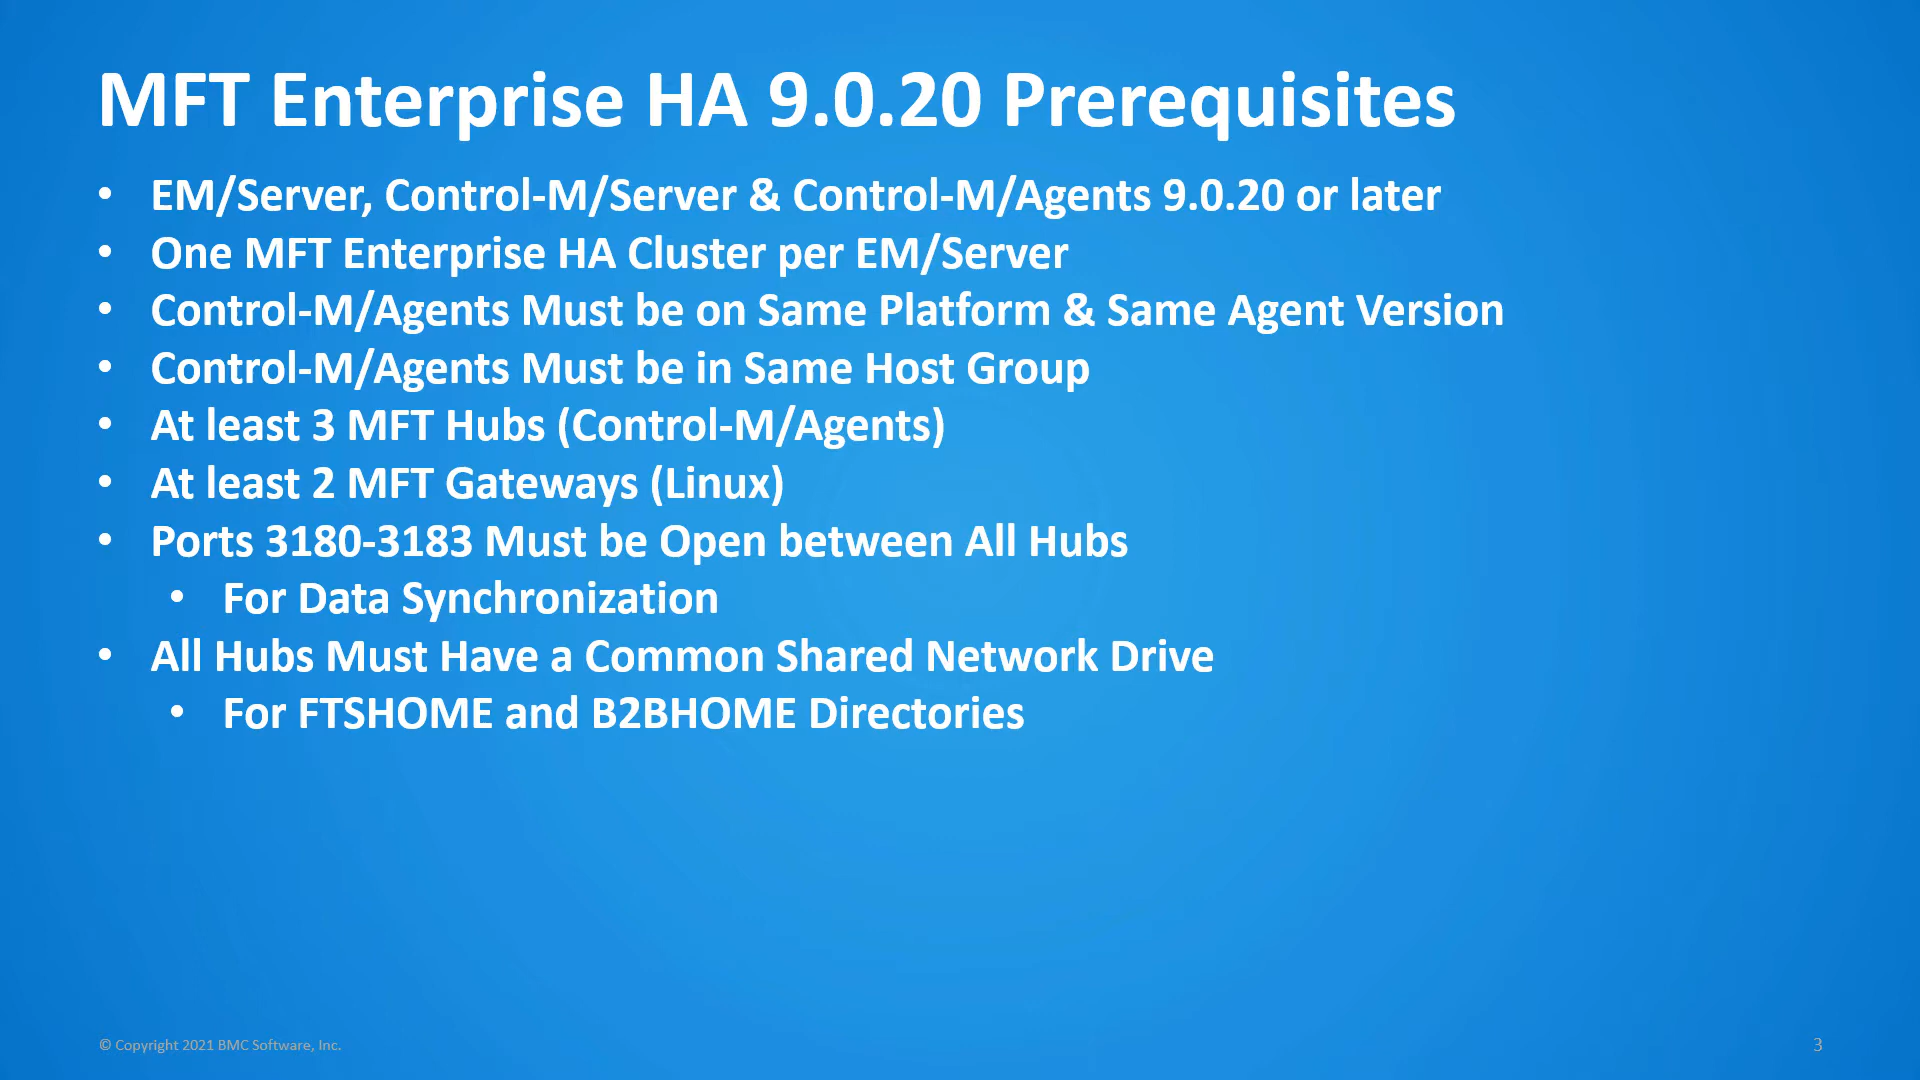 MFT Enterprise HA 9.0.20 Prerequisites
• EM/Server, Control-M/Server & Control-M/Agents 9.0.20 or later
• One MFT Enterprise HA Cluster per EM/Server
• Control-M/Agents Must be on Same Platform & Same Agent Version
• Control-M/Agents Must be in Same Host Group
• At least 3 MFT Hubs (Control-M/Agents)
• At least 2 MFT Gateways (Linux)
• Ports 3180-3183 Must be Open between All Hubs
• For Data Synchronization
• All Hubs Must Have a Common Shared Network Drive
• For FTSHOME and B2BHOME Directories
© Copyright 2021 BMC Software, Inc.
3